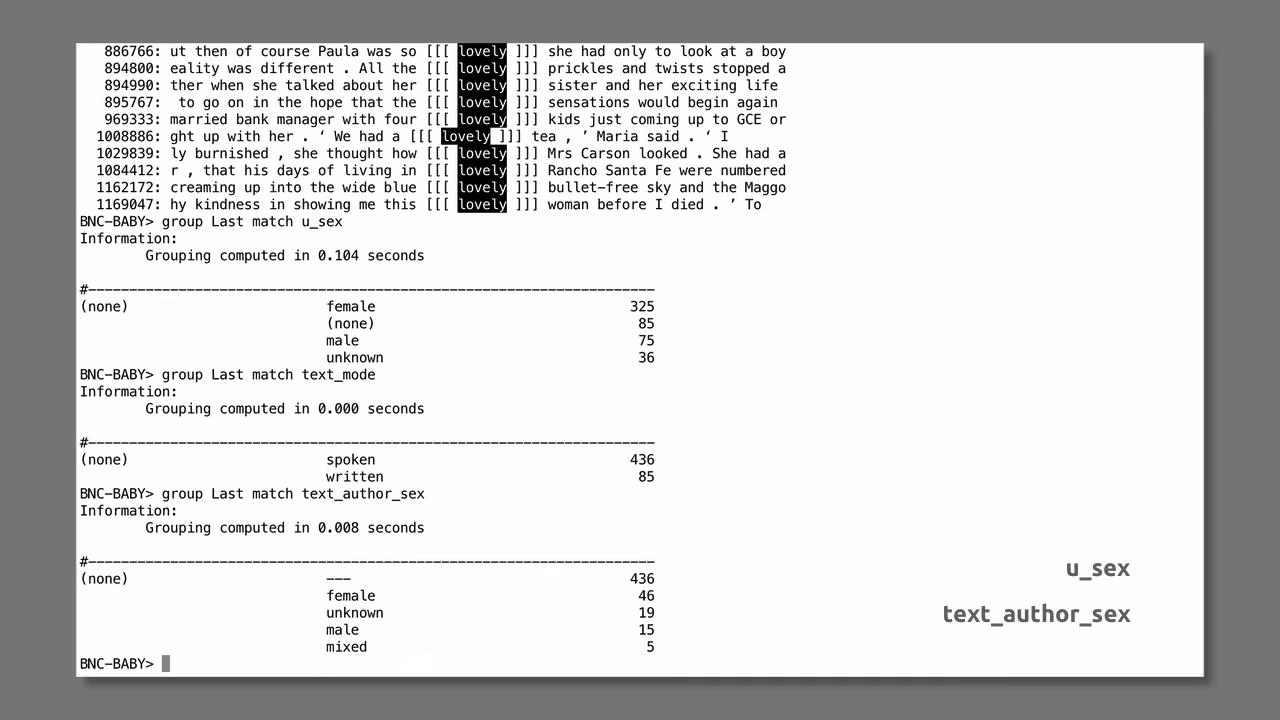 886766: ut then of course Paula was so [[[ lovely ]]] she had only to look at a boy
894800: eality was different . All the [[[ lovely ]]] prickles and twists stopped a
894990: ther when she talked about her [[[ lovely ]]] sister and her exciting life
895767: to go on in the hope that the [[[ lovely ]]] sensations would begin again
969333: married bank manager with four [[[ lovely ]]] kids just coming up to GCE or
1008886: ght up with her . ‘ We had a [[[ lovely ]]] tea , ’ Maria said . ‘ I
1029839: ly burnished , she thought how [[[ lovely ]]] Mrs Carson looked . She had a
1084412: r , that his days of living in [[[ lovely ]]] Rancho Santa Fe were numbered
1162172: creaming up into the wide blue [[[ lovely ]]] bullet-free sky and the Maggo
1169047: hy kindness in showing me this [[[ lovely ]]] woman before I died . ’ To
BNC-BABY> group Last match u_sex
Information:
Grouping computed in 0.104 seconds
#---------------------------------------------------------------------
(none) female 325
(none) 85
male 75
unknown 36
BNC-BABY> group Last match text_mode
Information:
Grouping computed in 0.000 seconds
#---------------------------------------------------------------------
(none) spoken 436
written 85
BNC-BABY> group Last match text_author_sex
Information:
Grouping computed in 0.008 seconds
#---------------------------------------------------------------------
(none) --- 436
female 46
unknown 19
male 15
mixed 5
BNC-BABY>
u_sex
text_author_sex